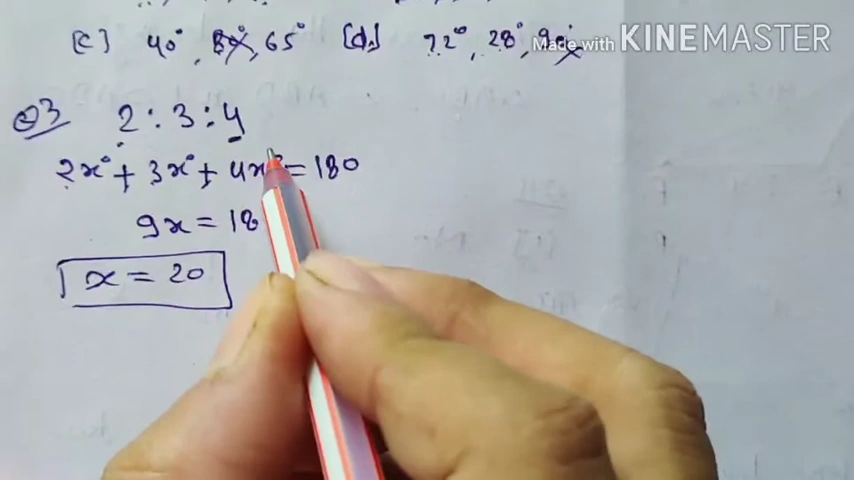 [c] 40°, 80°, 65° [d.] 72°, 28°, 90°
Made with KINEMASTER
Q3 2 : 3 : 4
2x° + 3x° + 4x° = 180
9x = 18
x = 20